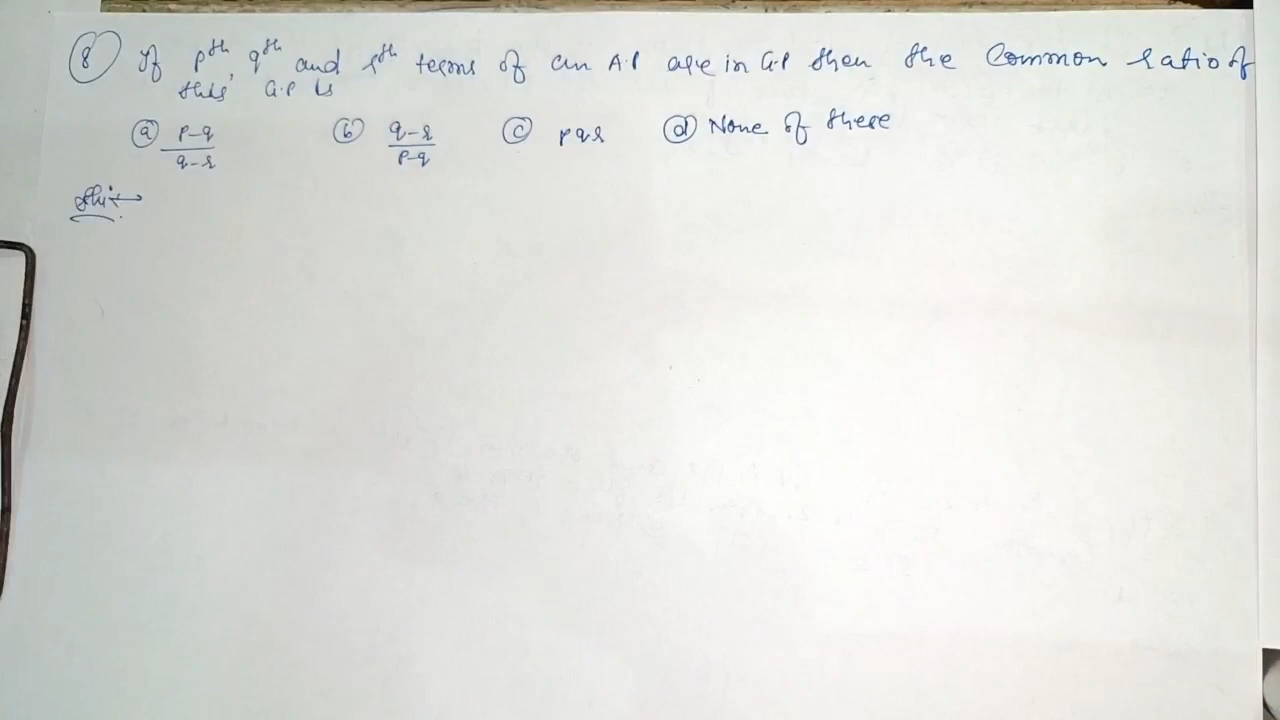 8 If pth, qth and rth terms of an A.P are in G.P then the Common ratio of
this G.P is
(a) p-q/q-r (b) q-r/p-q (c) pqr (d) None of these
Soln:-